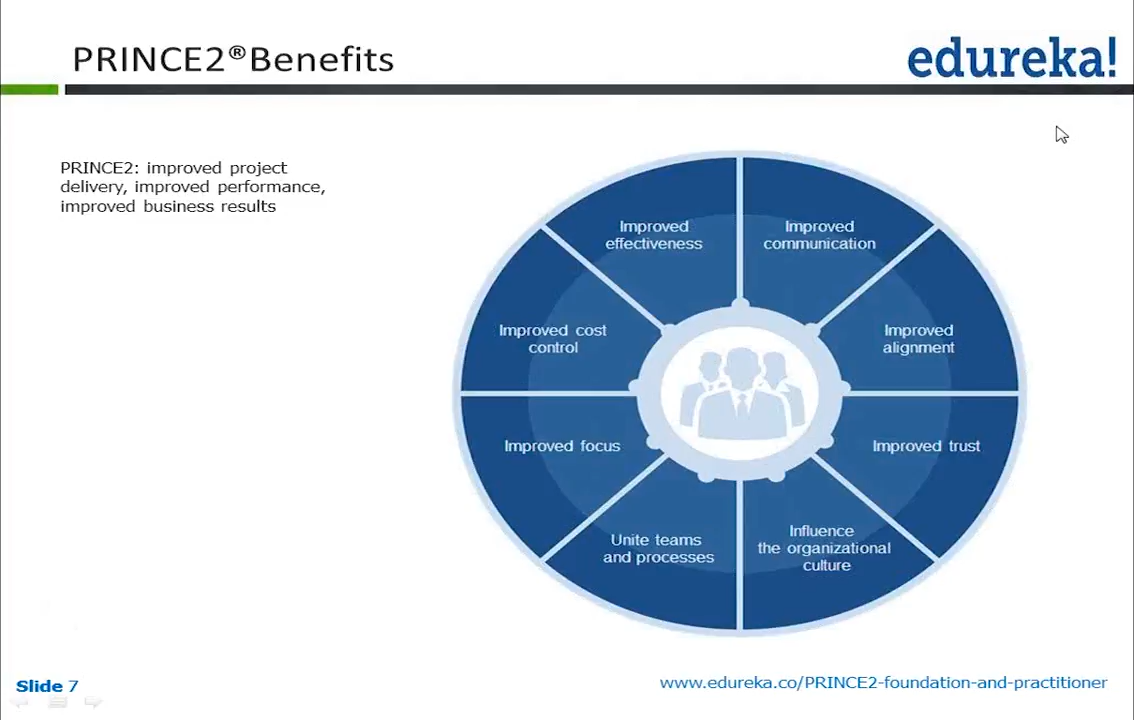 PRINCE2®Benefits
edureka!
PRINCE2: improved project
delivery, improved performance,
improved business results
Improved
effectiveness
Improved
communication
Improved cost
control
Improved
alignment
Improved focus
Improved trust
Unite teams
and processes
Influence
the organizational
culture
Slide 7
www.edureka.co/PRINCE2-foundation-and-practitioner